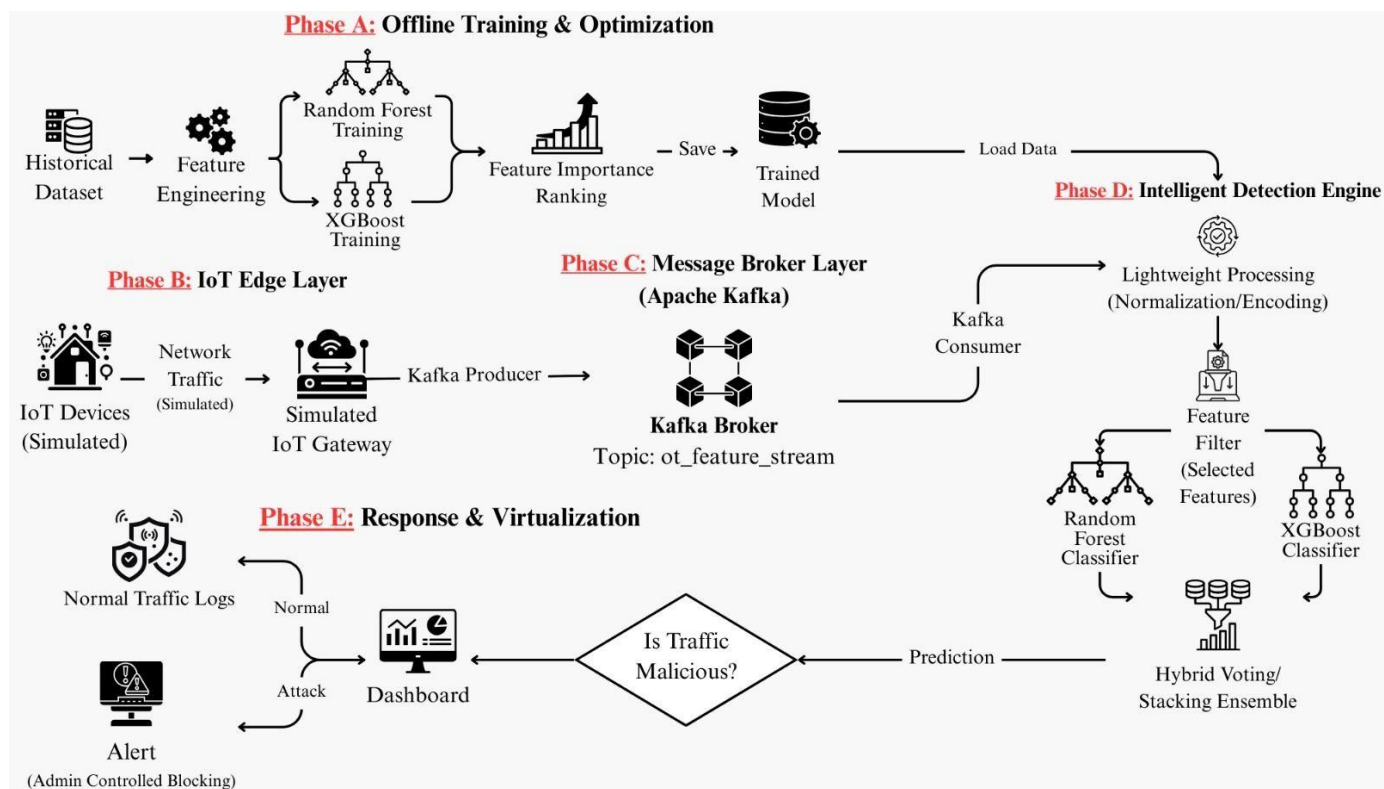 Phase A: Offline Training & Optimization
Historical
Dataset
Feature
Engineering
Random Forest
Training
XGBoost
Training
Feature Importance
Ranking
Save
Trained
Model
Load Data
Phase D: Intelligent Detection Engine
Lightweight Processing
(Normalization/Encoding)
Feature
Filter
(Selected
Features)
Random
Forest
Classifier
XGBoost
Classifier
Hybrid Voting/
Stacking Ensemble
Phase B: IoT Edge Layer
IoT Devices
(Simulated)
Network
Traffic
(Simulated)
Simulated
IoT Gateway
Kafka Producer
Phase C: Message Broker Layer
(Apache Kafka)
Kafka Broker
Topic: ot_feature_stream
Kafka
Consumer
Phase E: Response & Virtualization
Normal Traffic Logs
Normal
Attack
Alert
(Admin Controlled Blocking)
Dashboard
Is Traffic
Malicious?
Prediction